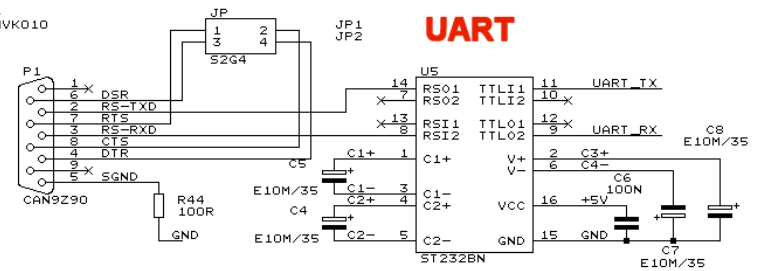 JP
VK010
1 2
3 4
JP1
JP2
S2G4
UART
P1
1
6 DSR
2 RS-TXD
7 RTS
3 RS-RXD
8 CTS
4 DTR
9
5 SGND
CAN9Z90
R44
100R
GND
U5
14 RSO1 TTLI1 11 UART_TX
7 RSO2 TTLI2 10
13 RSI1 TTLO1 12
8 RSI2 TTLO2 9 UART_RX
C5 C1+ 1 C1+ V+ 2 C3+
V- 6 C4-
C8
E10M/35
C6
100N
E10M/35
C1- 3 C1-
C2+ 4 C2+ VCC 16 +5V
C4
E10M/35
C2- 5 C2- GND 15 GND
C7
E10M/35
ST232BN